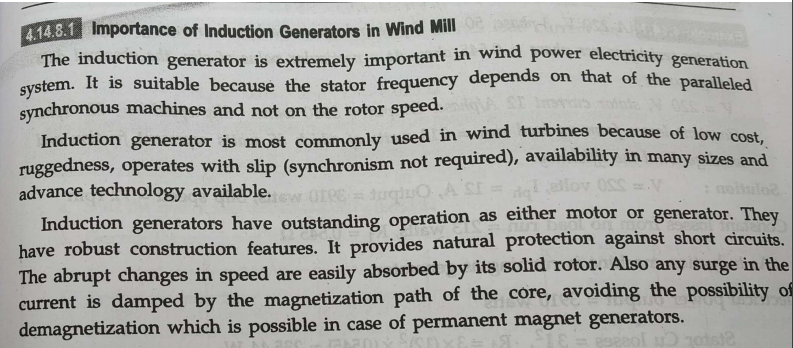 4.14.8.1 Importance of Induction Generators in Wind Mill
The induction generator is extremely important in wind power electricity generation
system. It is suitable because the stator frequency depends on that of the paralleled
synchronous machines and not on the rotor speed.
Induction generator is most commonly used in wind turbines because of low cost,
ruggedness, operates with slip (synchronism not required), availability in many sizes and
advance technology available.
Induction generators have outstanding operation as either motor or generator. They
have robust construction features. It provides natural protection against short circuits.
The abrupt changes in speed are easily absorbed by its solid rotor. Also any surge in the
current is damped by the magnetization path of the core, avoiding the possibility of
demagnetization which is possible in case of permanent magnet generators.